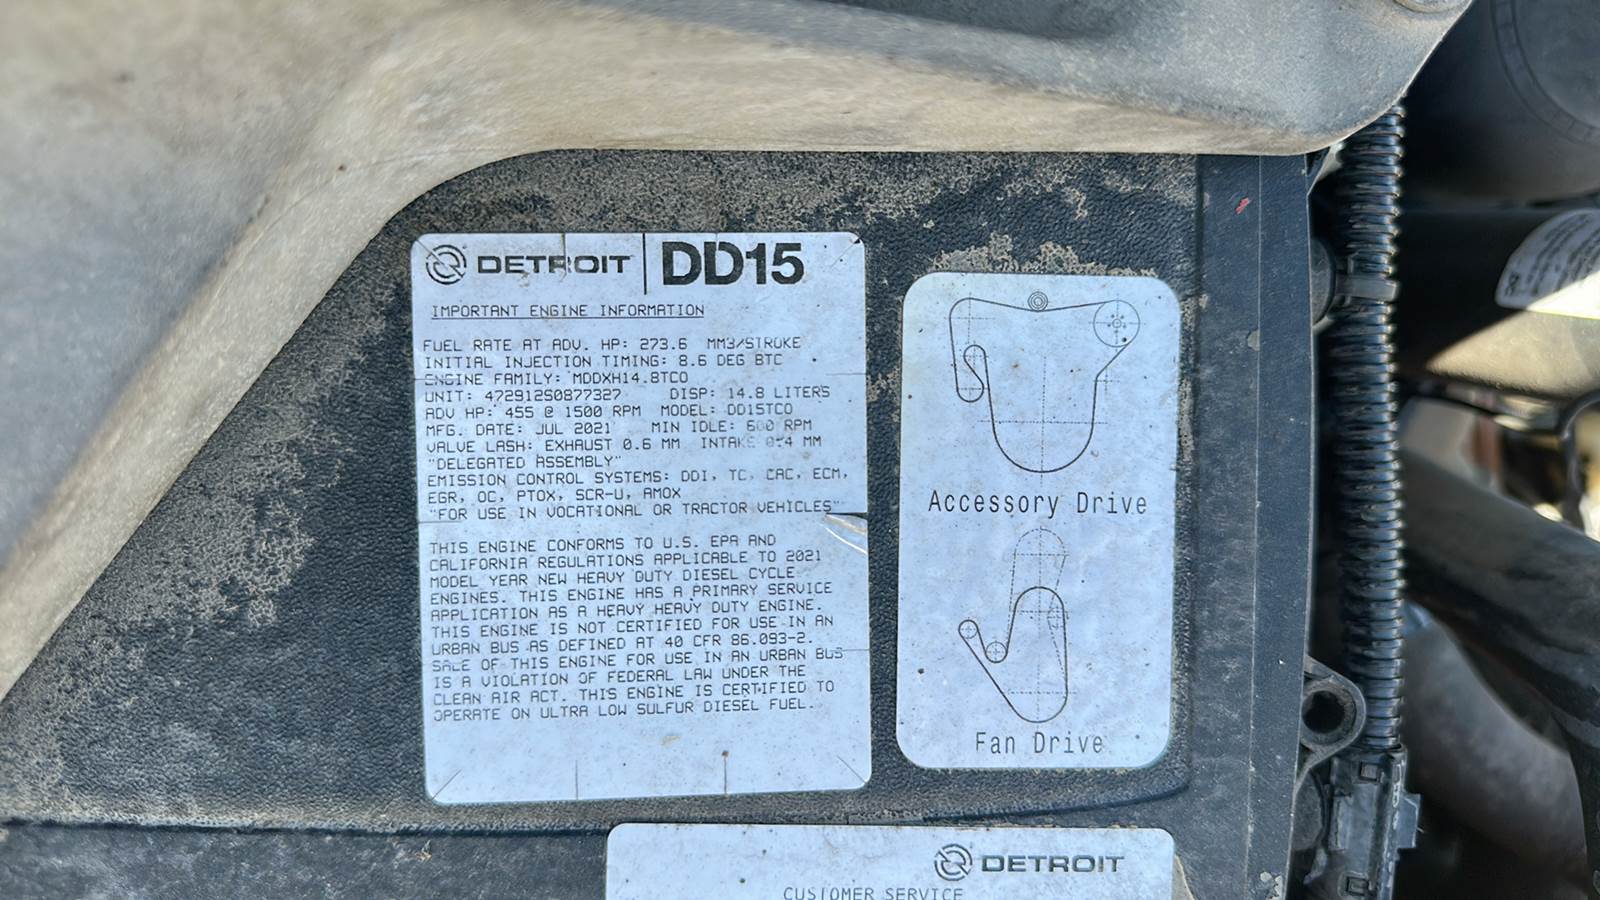 DETROIT DD15
IMPORTANT ENGINE INFORMATION
FUEL RATE AT ADV. HP: 273.6 MM3/STROKE
INITIAL INJECTION TIMING: 8.6 DEG BTC
ENGINE FAMILY: MDDXH14.8TCO
UNIT: 472912S0877327 DISP: 14.8 LITERS
ADV HP: 455 @ 1500 RPM MODEL: DD15TCO
MFG. DATE: JUL 2021 MIN IDLE: 600 RPM
VALVE LASH: EXHAUST 0.6 MM INTAKE 0.4 MM
"DELEGATED ASSEMBLY"
EMISSION CONTROL SYSTEMS: DDI, TC, CAC, ECM,
EGR, OC, PTOX, SCR-U, AMOX
"FOR USE IN VOCATIONAL OR TRACTOR VEHICLES"
THIS ENGINE CONFORMS TO U.S. EPA AND
CALIFORNIA REGULATIONS APPLICABLE TO 2021
MODEL YEAR NEW HEAVY DUTY DIESEL CYCLE
ENGINES. THIS ENGINE HAS A PRIMARY SERVICE
APPLICATION AS A HEAVY HEAVY DUTY ENGINE.
THIS ENGINE IS NOT CERTIFIED FOR USE IN AN
URBAN BUS AS DEFINED AT 40 CFR 86.093-2.
SALE OF THIS ENGINE FOR USE IN AN URBAN BUS
IS A VIOLATION OF FEDERAL LAW UNDER THE
CLEAN AIR ACT. THIS ENGINE IS CERTIFIED TO
OPERATE ON ULTRA LOW SULFUR DIESEL FUEL.
Accessory Drive
Fan Drive
DETROIT
CUSTOMER SERVICE